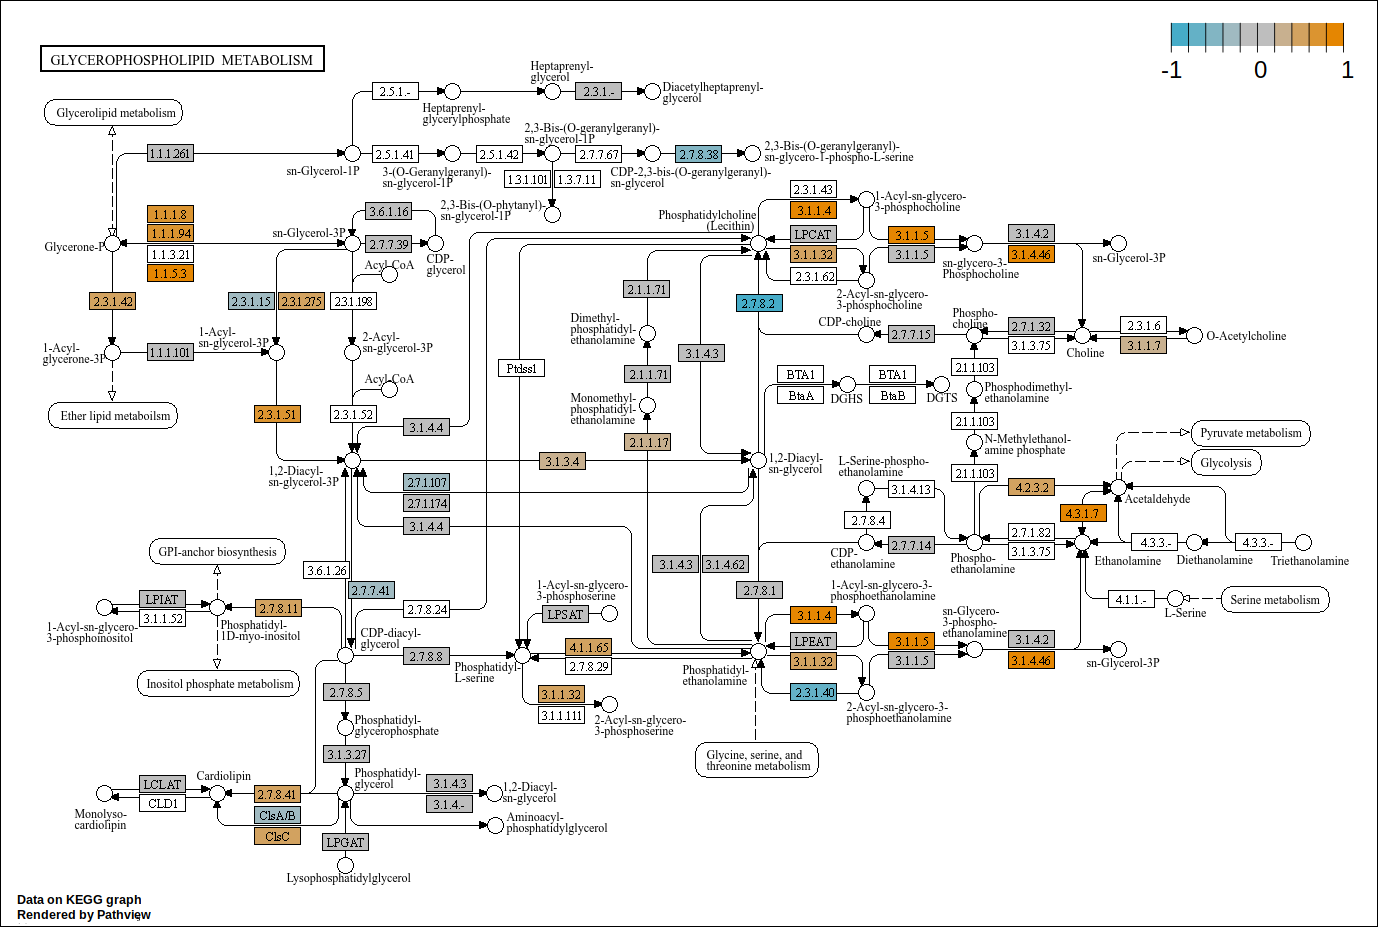 GLYCEROPHOSPHOLIPID METABOLISM
-1 0 1
Heptaprenyl-
glycerol
2.5.1.-
2.3.1.-
Diacetylheptaprenyl-
glycerol
Heptaprenyl-
glycerylphosphate
Glycerolipid metabolism
2,3-Bis-(O-geranylgeranyl)-
sn-glycerol-1P
1.1.1.261
2.5.1.41
2.5.1.42
2.7.7.67
2.7.8.38
2,3-Bis-(O-geranylgeranyl)-
sn-glycero-1-phospho-L-serine
sn-Glycerol-1P
3-(O-Geranylgeranyl)-
sn-glycerol-1P
1.3.1.101
1.3.7.11
CDP-2,3-bis-(O-geranylgeranyl)-
sn-glycerol
2,3-Bis-(O-phytanyl)-
sn-glycerol-1P
1.1.1.8
1.1.1.94
1.1.3.21
1.1.5.3
Glycerone-P
sn-Glycerol-3P
3.6.1.16
2.7.7.39
CDP-
glycerol
Acyl-CoA
Phosphatidylcholine
(Lecithin)
2.3.1.43
3.1.1.4
LPCAT
3.1.1.32
2.3.1.62
1-Acyl-sn-glycero-
3-phosphocholine
3.1.1.5
3.1.1.5
sn-glycero-3-
Phosphocholine
3.1.4.2
3.1.4.46
sn-Glycerol-3P
2-Acyl-sn-glycero-
3-phosphocholine
2.3.1.42
2.3.1.15
2.3.1.275
2.3.1.198
2.1.1.71
2.7.8.2
CDP-choline
2.7.7.15
Phospho-
choline
2.7.1.32
3.1.3.75
Choline
2.3.1.6
3.1.1.7
O-Acetylcholine
Dimethyl-
phosphatidyl-
ethanolamine
1-Acyl-
glycerone-3P
1.1.1.101
1-Acyl-
sn-glycerol-3P
2-Acyl-
sn-glycerol-3P
Ptdss1
3.1.4.3
2.1.1.71
2.1.1.103
BTA1
BtaA
DGHS
BTA1
BtaB
DGTS
Phosphodimethyl-
ethanolamine
Acyl-CoA
Ether lipid metaboilsm
2.3.1.51
2.3.1.52
3.1.4.4
Monomethyl-
phosphatidyl-
ethanolamine
2.1.1.17
2.1.1.103
N-Methylethanol-
amine phosphate
Pyruvate metabolism
Glycolysis
1,2-Diacyl-
sn-glycerol-3P
3.1.3.4
1,2-Diacyl-
sn-glycerol
L-Serine-phospho-
ethanolamine
2.1.1.103
2.7.1.107
2.7.1.174
3.1.4.4
3.1.4.13
4.2.3.2
Acetaldehyde
2.7.8.4
4.3.1.7
CDP-
ethanolamine
2.7.7.14
Phospho-
ethanolamine
2.7.1.82
3.1.3.75
Ethanolamine
4.3.3.-
Diethanolamine
4.3.3.-
Triethanolamine
GPI-anchor biosynthesis
3.6.1.26
2.7.7.41
3.1.4.3
3.1.4.62
2.7.8.1
4.1.1.-
L-Serine
Serine metabolism
LPIAT
3.1.1.52
1-Acyl-sn-glycero-
3-phosphoinositol
2.7.8.11
Phosphatidyl-
1D-myo-inositol
2.7.8.24
1-Acyl-sn-glycero-
3-phosphoserine
LPSAT
1-Acyl-sn-glycero-3-
phosphoethanolamine
3.1.1.4
LPEAT
3.1.1.32
2.3.1.40
3.1.1.5
3.1.1.5
sn-Glycero-
3-phospho-
ethanolamine
3.1.4.2
3.1.4.46
sn-Glycerol-3P
2-Acyl-sn-glycero-3-
phosphoethanolamine
CDP-diacyl-
glycerol
2.7.8.8
Phosphatidyl-
L-serine
4.1.1.65
2.7.8.29
Phosphatidyl-
ethanolamine
Inositol phosphate metabolism
2.7.8.5
3.1.1.32
3.1.1.111
2-Acyl-sn-glycero-
3-phosphoserine
Phosphatidyl-
glycerophosphate
3.1.3.27
Glycine, serine, and
threonine metabolism
LCLAT
CLD1
Monolyso-
cardiolipin
Cardiolipin
2.7.8.41
ClsA/B
ClsC
Phosphatidyl-
glycerol
3.1.4.3
3.1.4.-
1,2-Diacyl-
sn-glycerol
Aminoacyl-
phosphatidylglycerol
LPGAT
Lysophosphatidylglycerol
Data on KEGG graph
Rendered by Pathview